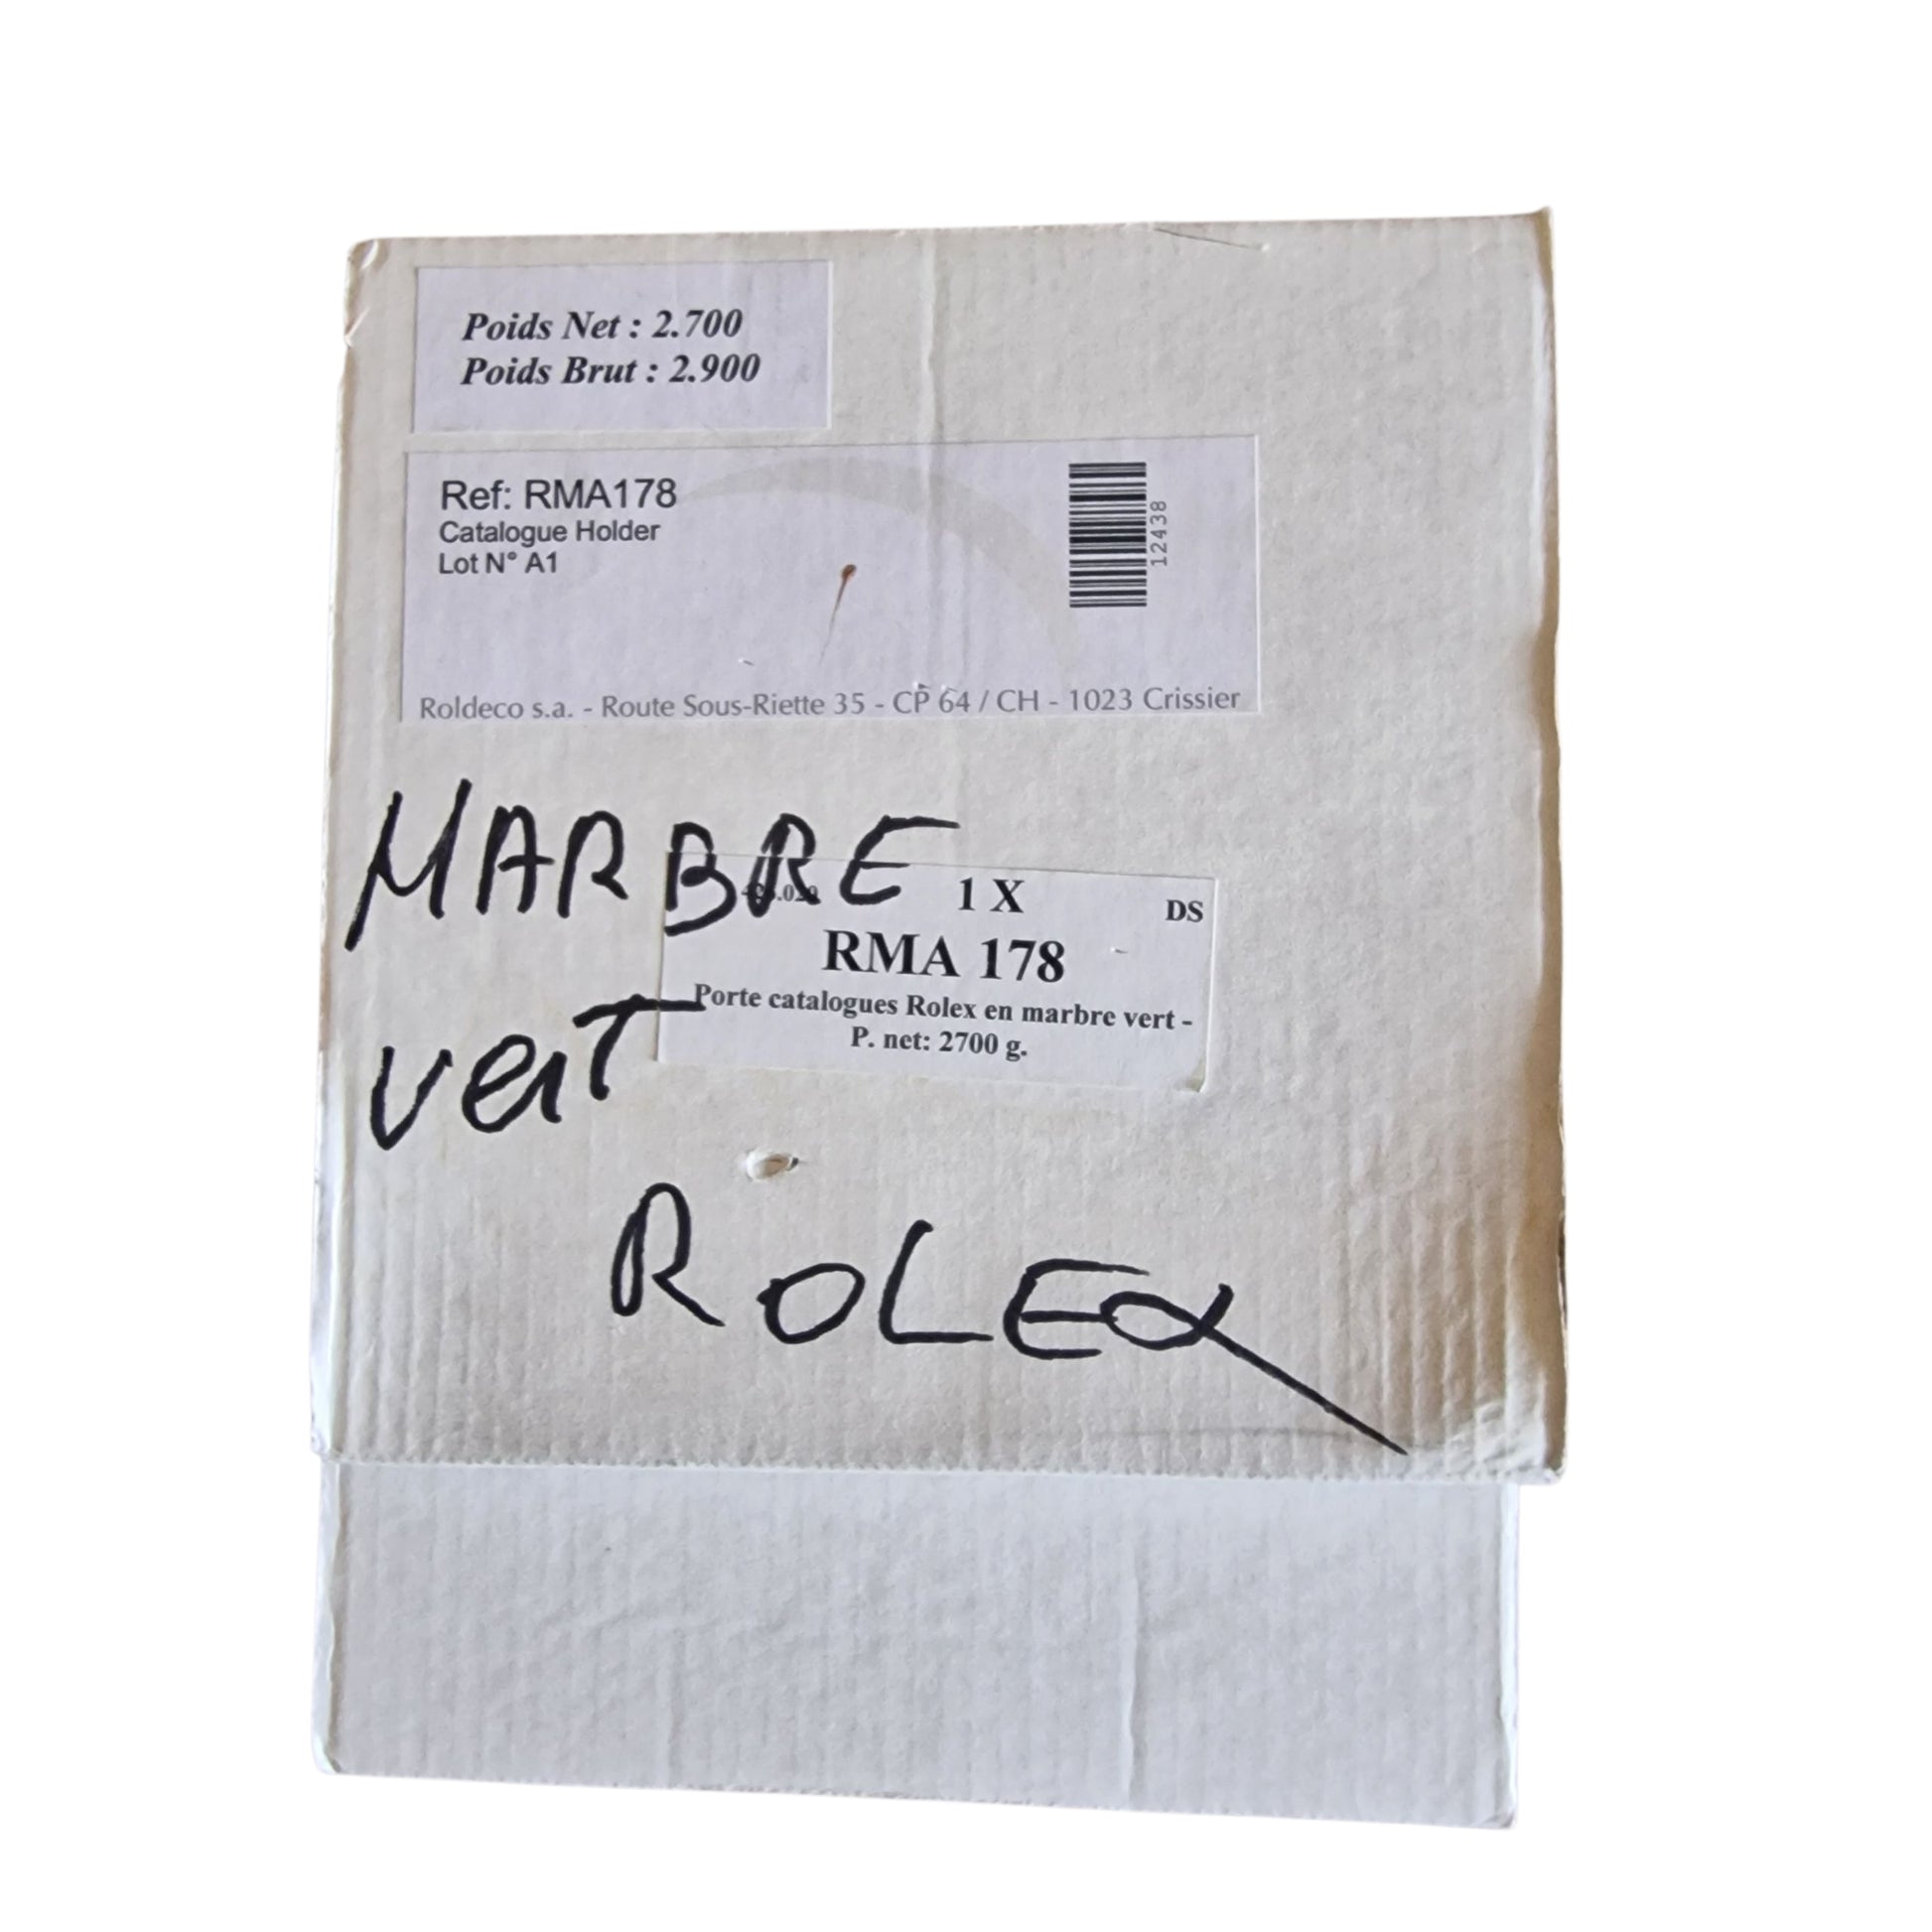 Poids Net : 2.700
Poids Brut : 2.900
Ref: RMA178
Catalogue Holder
Lot N° A1
12438
Roldeco s.a. - Route Sous-Riette 35 - CP 64 / CH - 1023 Crissier
MARBRE
1 X
DS
RMA 178
Porte catalogues Rolex en marbre vert -
P. net: 2700 g.
verT
ROLEX